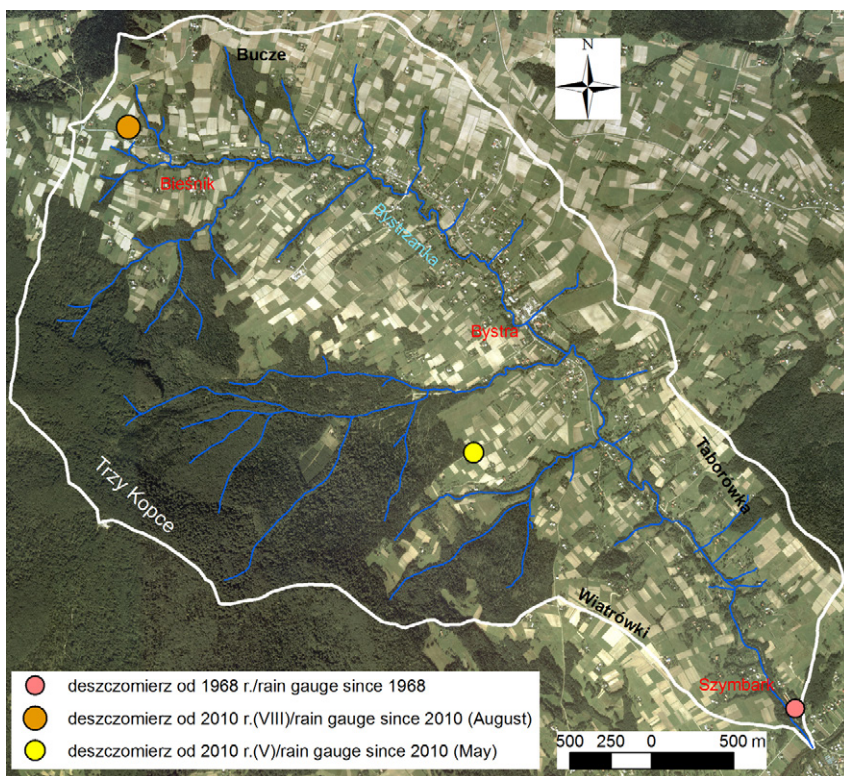 Bucze
N
Bieśnik
Bystrzanka
Bystra
Taborówka
Trzy Kopce
Wiatrówki
Szymbark
deszczomierz od 1968 r./rain gauge since 1968
deszczomierz od 2010 r.(VIII)/rain gauge since 2010 (August)
deszczomierz od 2010 r.(V)/rain gauge since 2010 (May)
500 250 0 500 m